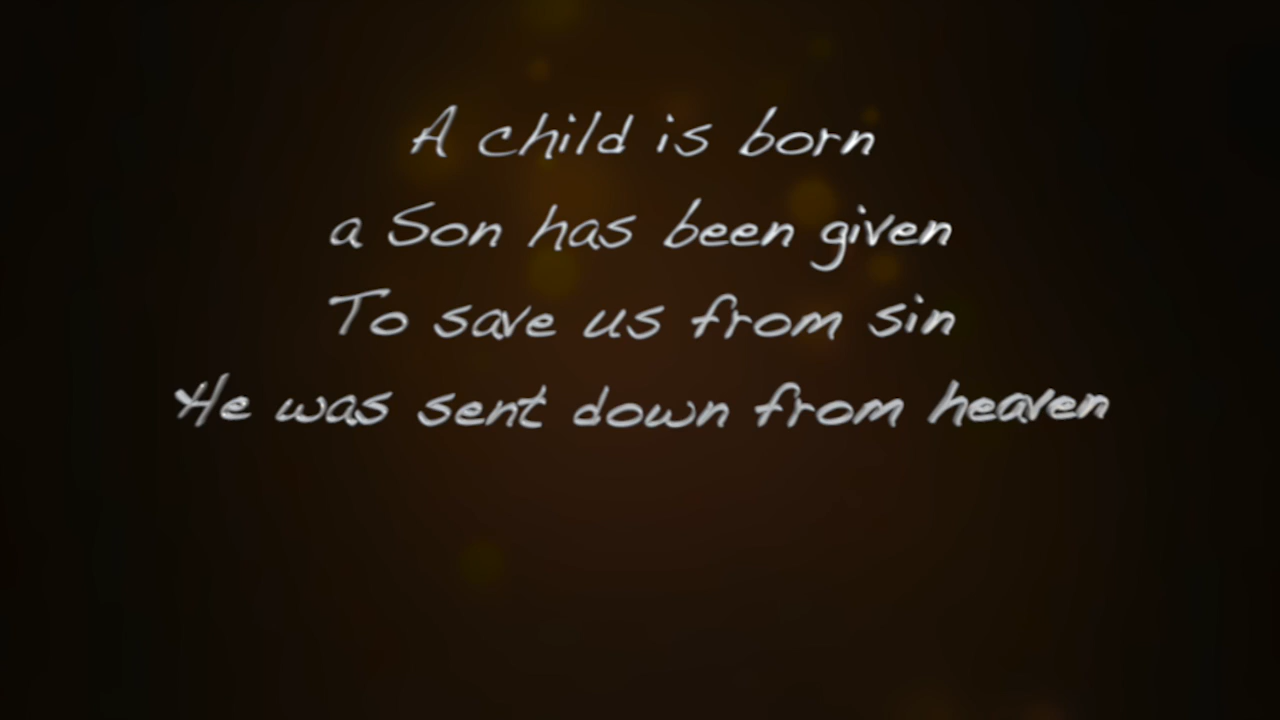 A child is born
a Son has been given
To save us from sin
He was sent down from heaven